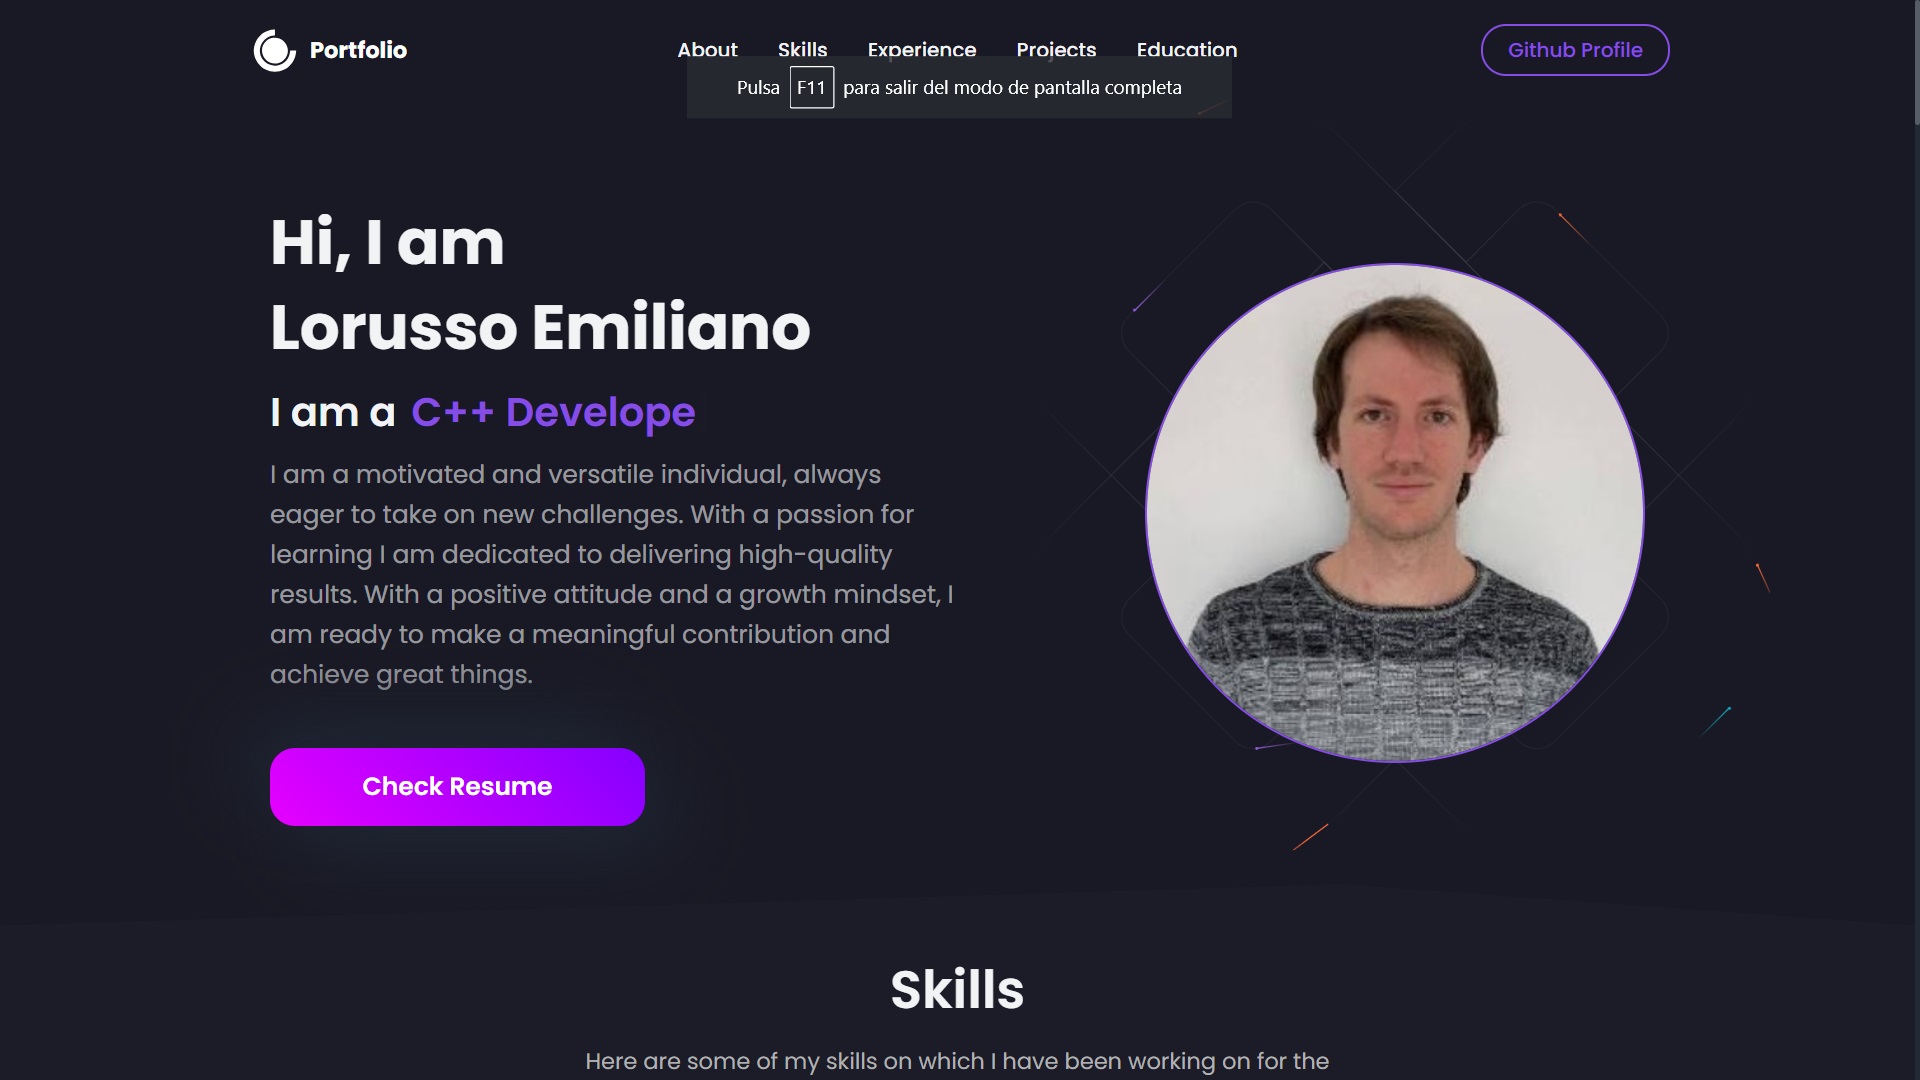 Portfolio
About Skills Experience Projects Education
Github Profile
Pulsa F11 para salir del modo de pantalla completa
Hi, I am
Lorusso Emiliano
I am a C++ Develope
I am a motivated and versatile individual, always
eager to take on new challenges. With a passion for
learning I am dedicated to delivering high-quality
results. With a positive attitude and a growth mindset, I
am ready to make a meaningful contribution and
achieve great things.
Check Resume
Skills
Here are some of my skills on which I have been working on for the